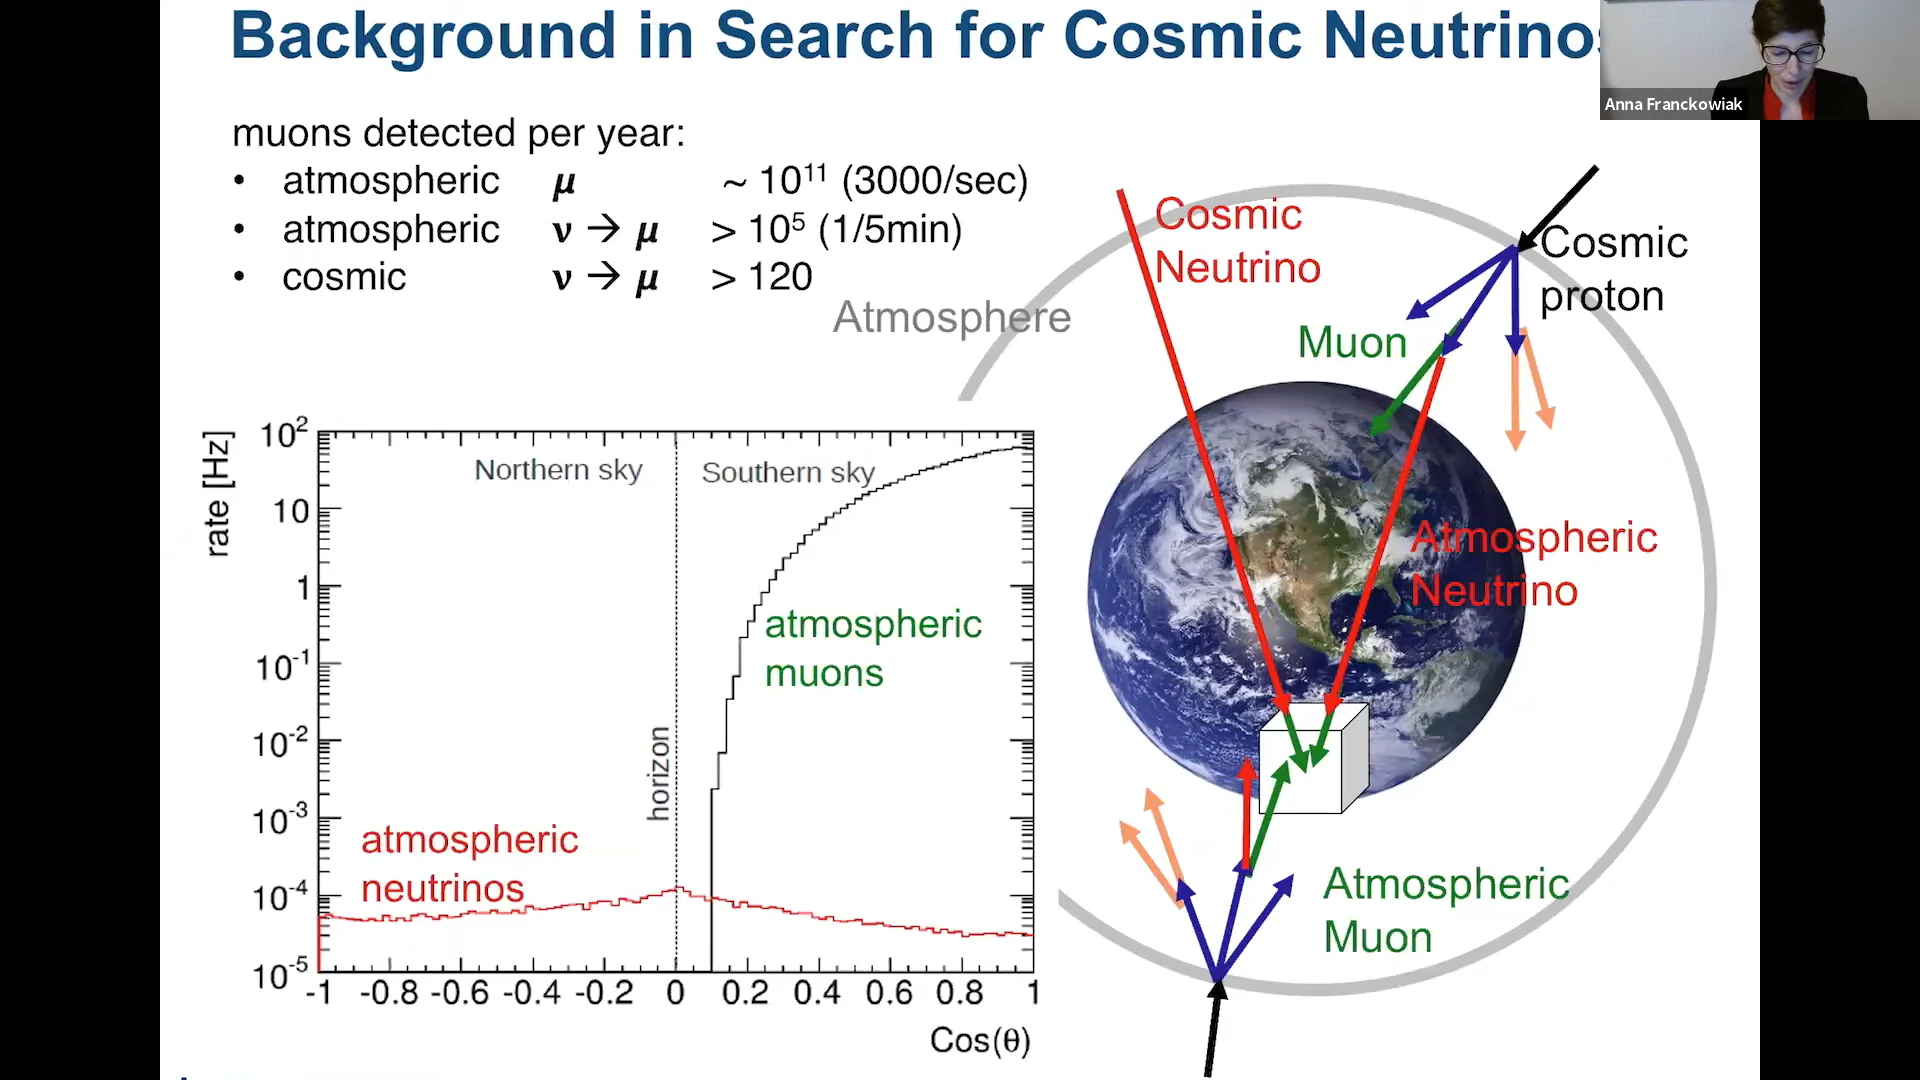 Background in Search for Cosmic Neutrinos
Anna Franckowiak
muons detected per year:
• atmospheric μ ~ 10¹¹ (3000/sec)
• atmospheric ν → μ > 10⁵ (1/5min)
• cosmic ν → μ > 120
Atmosphere
Cosmic
Neutrino
Cosmic
proton
Muon
Atmospheric
Neutrino
Atmospheric
Muon
rate [Hz]
10²
10
1
10⁻¹
10⁻²
10⁻³
10⁻⁴
10⁻⁵
Northern sky
Southern sky
atmospheric
muons
horizon
atmospheric
neutrinos
-1 -0.8 -0.6 -0.4 -0.2 0 0.2 0.4 0.6 0.8 1
Cos(θ)